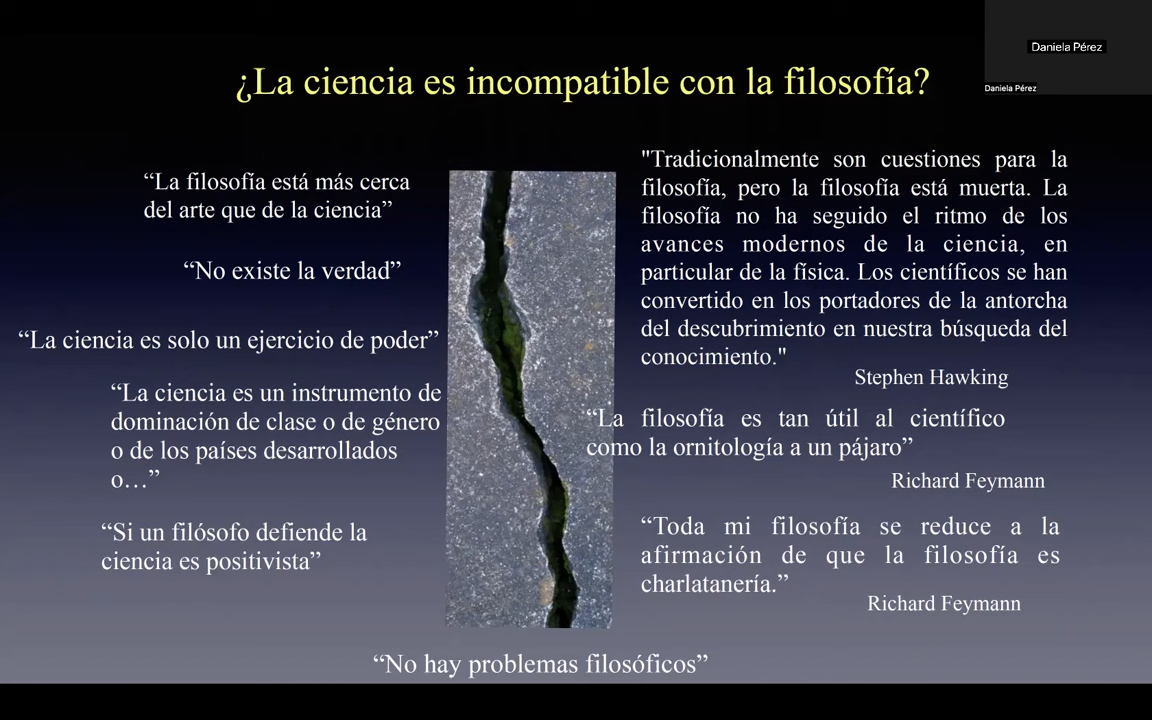 Daniela Pérez
Daniela Pérez
¿La ciencia es incompatible con la filosofía?
“La filosofía está más cerca
del arte que de la ciencia”
“No existe la verdad”
“La ciencia es solo un ejercicio de poder”
“La ciencia es un instrumento de
dominación de clase o de género
o de los países desarrollados
o…”
“Si un filósofo defiende la
ciencia es positivista”
"Tradicionalmente son cuestiones para la
filosofía, pero la filosofía está muerta. La
filosofía no ha seguido el ritmo de los
avances modernos de la ciencia, en
particular de la física. Los científicos se han
convertido en los portadores de la antorcha
del descubrimiento en nuestra búsqueda del
conocimiento."
Stephen Hawking
“La filosofía es tan útil al científico
como la ornitología a un pájaro”
Richard Feymann
“Toda mi filosofía se reduce a la
afirmación de que la filosofía es
charlatanería.”
Richard Feymann
“No hay problemas filosóficos”